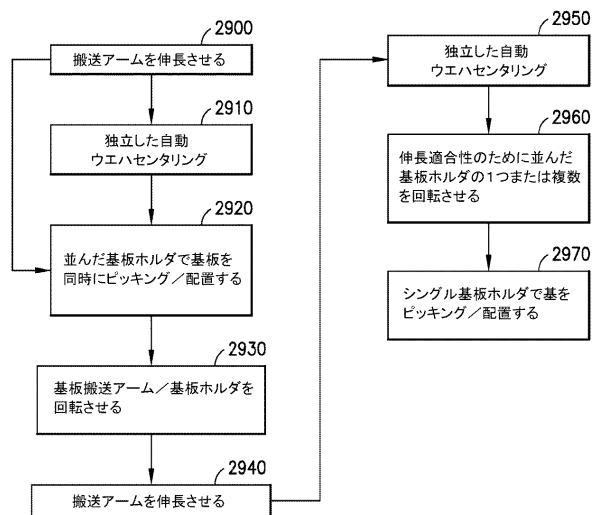 2900
搬送アームを伸長させる
2910
独立した自動
ウエハセンタリング
2920
並んだ基板ホルダで基板を
同時にピッキング／配置する
2930
基板搬送アーム／基板ホルダを
回転させる
2940
搬送アームを伸長させる
2950
独立した自動
ウエハセンタリング
2960
伸長適合性のために並んだ
基板ホルダの1つまたは複数
を回転させる
2970
シングル基板ホルダで基を
ピッキング／配置する